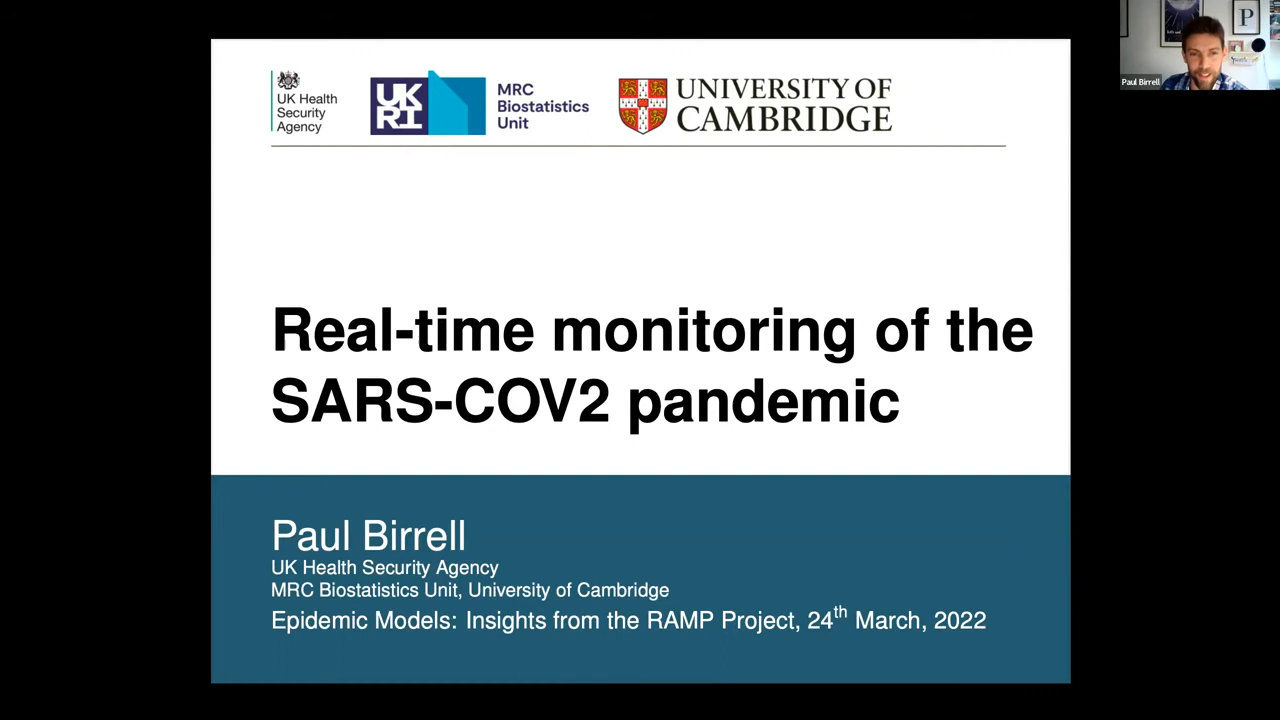 UK Health
Security
Agency
UK
RI
MRC
Biostatistics
Unit
UNIVERSITY OF
CAMBRIDGE
P
Paul Birrell
Real-time monitoring of the
SARS-COV2 pandemic
Paul Birrell
UK Health Security Agency
MRC Biostatistics Unit, University of Cambridge
Epidemic Models: Insights from the RAMP Project, 24th March, 2022